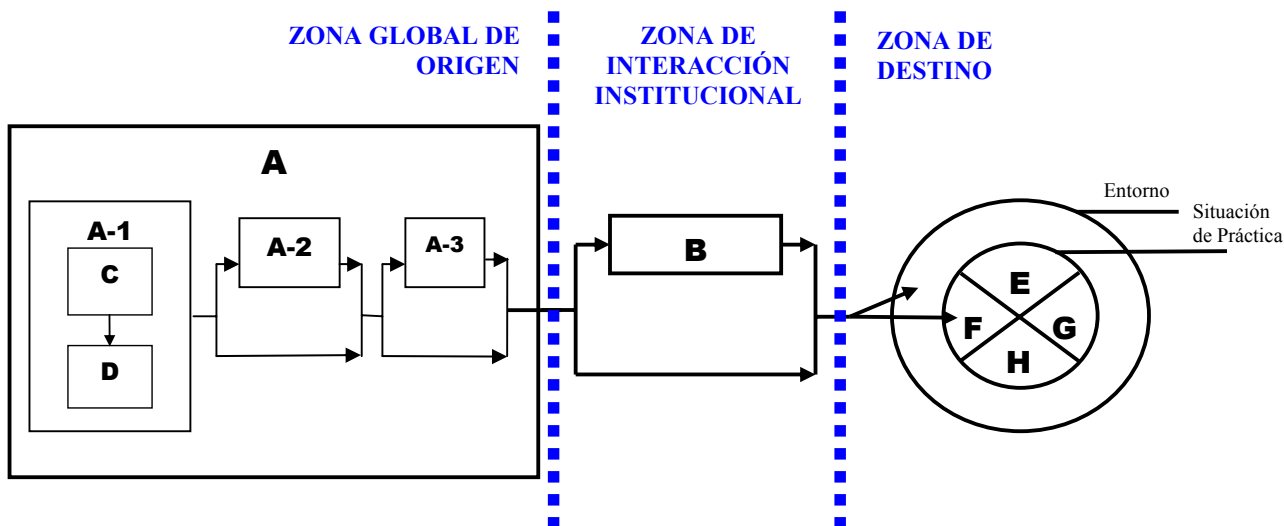 ZONA GLOBAL DE
ORIGEN
ZONA DE
INTERACCIÓN
INSTITUCIONAL
ZONA DE
DESTINO
A
A-1
C
D
A-2
A-3
B
Entorno
Situación
de Práctica
E
F
G
H